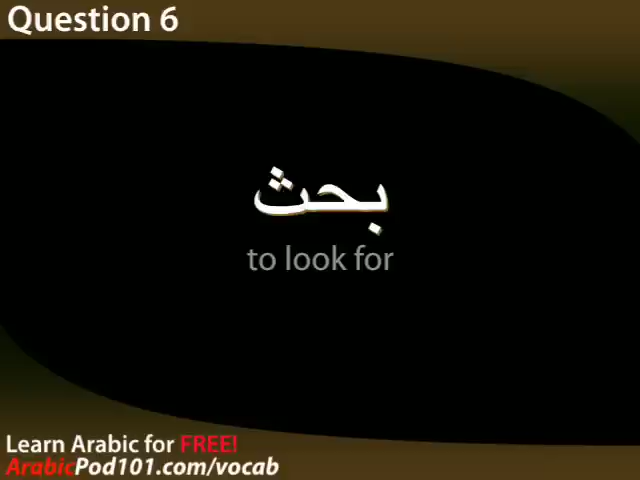 Question 6
بحث
to look for
Learn Arabic for FREE!
ArabicPod101.com/vocab